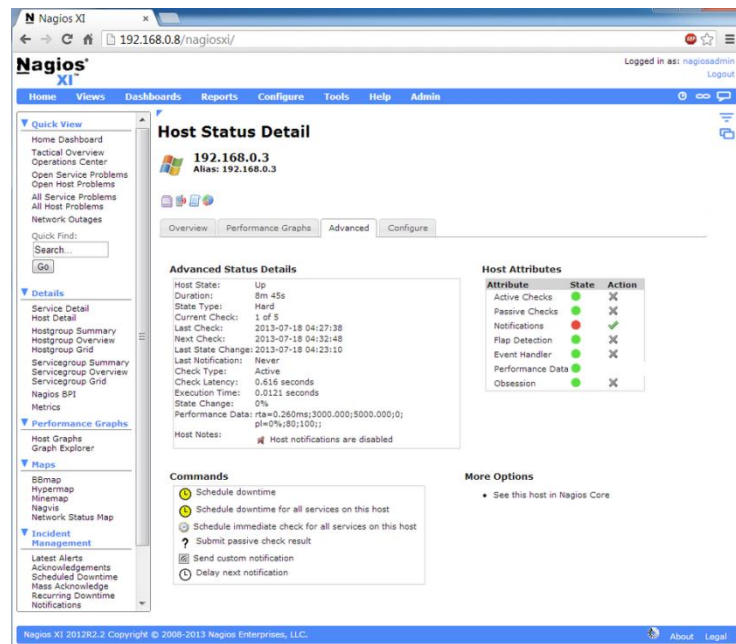 Nagios XI
192.168.0.8/nagiosxi/
Nagios®
XI™
Logged in as: nagiosadmin
Logout
Home Views Dashboards Reports Configure Tools Help Admin
Quick View
Home Dashboard
Tactical Overview
Operations Center
Open Service Problems
Open Host Problems
All Service Problems
All Host Problems
Network Outages
Quick Find:
Search...
Go
Details
Service Detail
Host Detail
Hostgroup Summary
Hostgroup Overview
Hostgroup Grid
Servicegroup Summary
Servicegroup Overview
Servicegroup Grid
Nagios BPI
Metrics
Performance Graphs
Host Graphs
Graph Explorer
Maps
BBmap
Hypermap
Minemap
Nagvis
Network Status Map
Incident
Management
Latest Alerts
Acknowledgements
Scheduled Downtime
Mass Acknowledge
Recurring Downtime
Notifications
Host Status Detail
192.168.0.3
Alias: 192.168.0.3
Overview Performance Graphs Advanced Configure
Advanced Status Details
Host State: Up
Duration: 8m 45s
State Type: Hard
Current Check: 1 of 5
Last Check: 2013-07-18 04:27:38
Next Check: 2013-07-18 04:32:48
Last State Change: 2013-07-18 04:23:10
Last Notification: Never
Check Type: Active
Check Latency: 0.616 seconds
Execution Time: 0.0121 seconds
State Change: 0%
Performance Data: rta=0.260ms;3000.000;5000.000;0;
pl=0%;80;100;;
Host Notes: Host notifications are disabled
Host Attributes
Attribute State Action
Active Checks
Passive Checks
Notifications
Flap Detection
Event Handler
Performance Data
Obsession
Commands
Schedule downtime
Schedule downtime for all services on this host
Schedule immediate check for all services on this host
Submit passive check result
Send custom notification
Delay next notification
More Options
See this host in Nagios Core
Nagios XI 2012R2.2 Copyright © 2008-2013 Nagios Enterprises, LLC.
About Legal